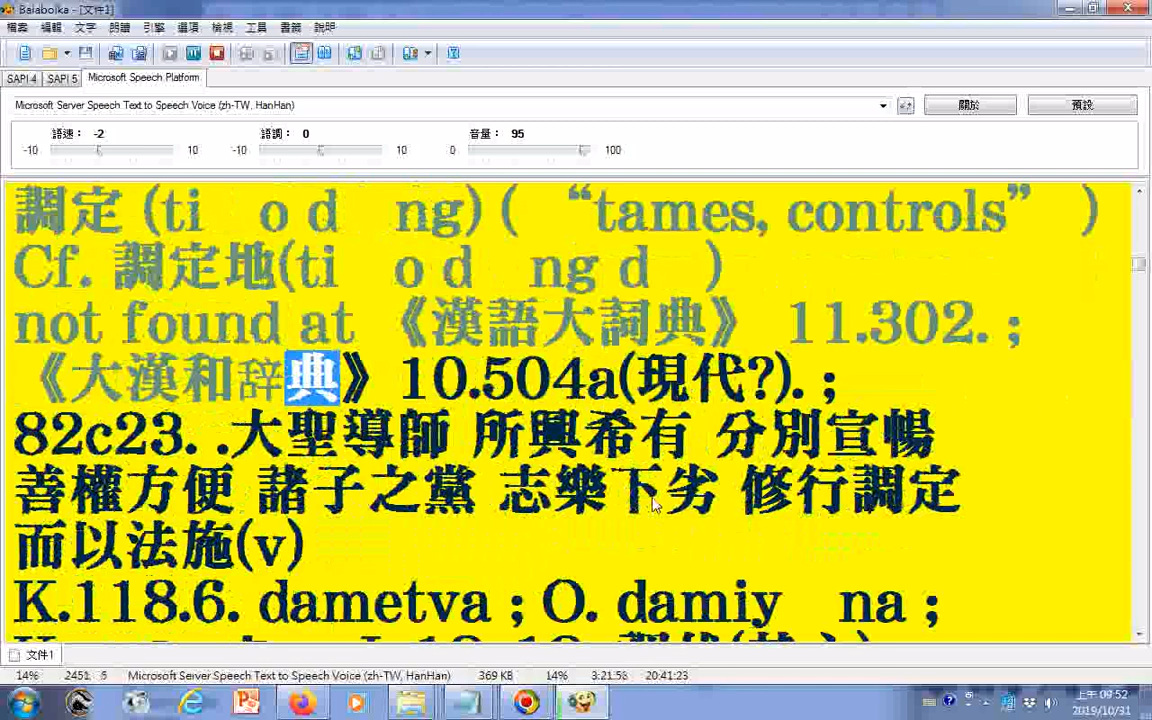 Balabolka - [文件1]
檔案 編輯 文字 朗讀 引擎 選項 檢視 工具 書籤 說明
SAPI 4 SAPI 5 Microsoft Speech Platform
Microsoft Server Speech Text to Speech Voice (zh-TW, HanHan) 關於 預設
語速: -2 語調: 0 音量: 95
-10 10 -10 10 0 100
調定 (ti o d ng) ( “tames, controls” )
Cf. 調定地(ti o d ng d )
not found at 《漢語大詞典》 11.302. ;
《大漢和辞典》 10.504a(現代?). ;
82c23. .大聖導師 所興希有 分別宣暢
善權方便 諸子之黨 志樂下劣 修行調定
而以法施(v)
K.118.6. dametva ; O. damiy na ;
文件1
14% 2451: 5 Microsoft Server Speech Text to Speech Voice (zh-TW, HanHan) 369 KB 14% 3:21:58 20:41:23
上午 09:52
2019/10/31